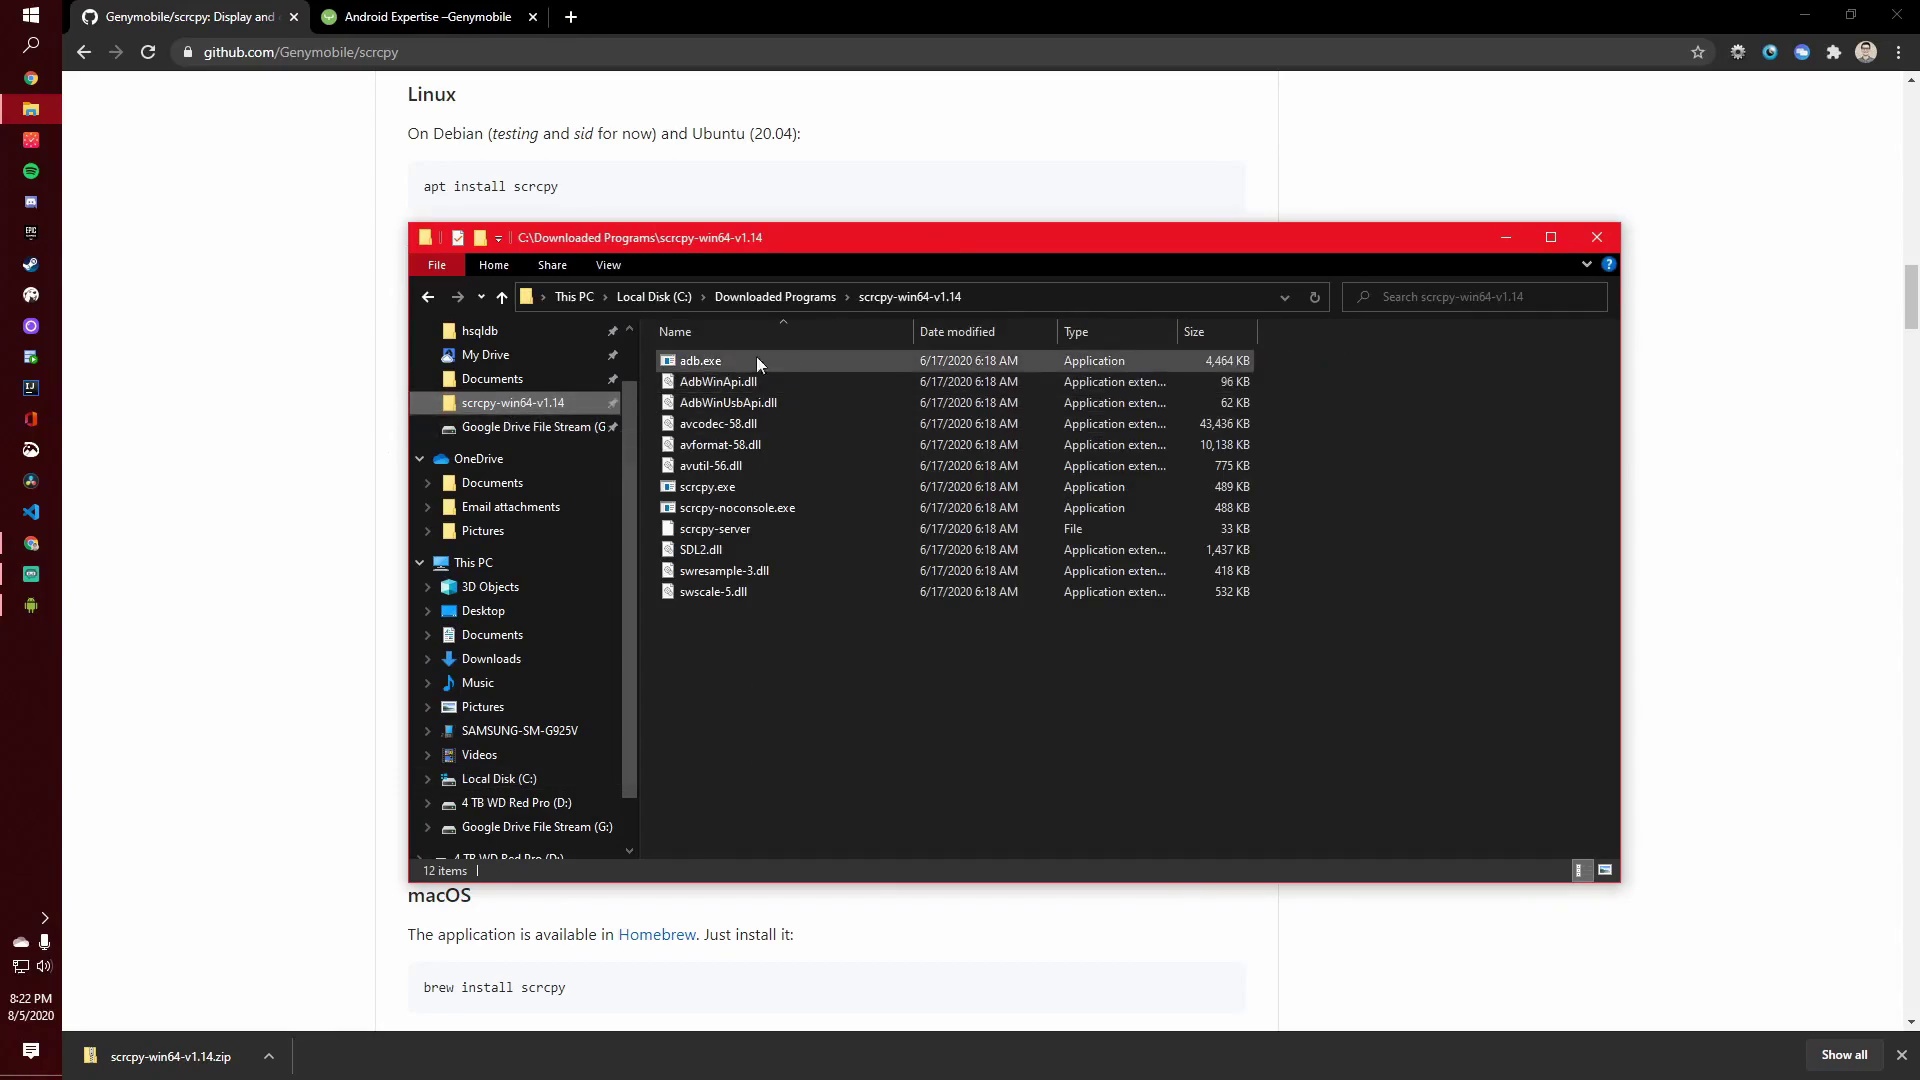 Genymobile/scrcpy: Display and
Android Expertise –Genymobile
github.com/Genymobile/scrcpy
Linux
On Debian (testing and sid for now) and Ubuntu (20.04):
apt install scrcpy
C:\Downloaded Programs\scrcpy-win64-v1.14
File Home Share View
This PC Local Disk (C:) Downloaded Programs scrcpy-win64-v1.14
Search scrcpy-win64-v1.14
hsqldb
My Drive
Documents
scrcpy-win64-v1.14
Google Drive File Stream (G
OneDrive
Documents
Email attachments
Pictures
This PC
3D Objects
Desktop
Documents
Downloads
Music
Pictures
SAMSUNG-SM-G925V
Videos
Local Disk (C:)
4 TB WD Red Pro (D:)
Google Drive File Stream (G:)
4 TB WD Red Pro (D:)
Name Date modified Type Size
adb.exe 6/17/2020 6:18 AM Application 4,464 KB
AdbWinApi.dll 6/17/2020 6:18 AM Application exten... 96 KB
AdbWinUsbApi.dll 6/17/2020 6:18 AM Application exten... 62 KB
avcodec-58.dll 6/17/2020 6:18 AM Application exten... 43,436 KB
avformat-58.dll 6/17/2020 6:18 AM Application exten... 10,138 KB
avutil-56.dll 6/17/2020 6:18 AM Application exten... 775 KB
scrcpy.exe 6/17/2020 6:18 AM Application 489 KB
scrcpy-noconsole.exe 6/17/2020 6:18 AM Application 488 KB
scrcpy-server 6/17/2020 6:18 AM File 33 KB
SDL2.dll 6/17/2020 6:18 AM Application exten... 1,437 KB
swresample-3.dll 6/17/2020 6:18 AM Application exten... 418 KB
swscale-5.dll 6/17/2020 6:18 AM Application exten... 532 KB
12 items
macOS
The application is available in Homebrew. Just install it:
brew install scrcpy
EPIC
IJ
8:22 PM
8/5/2020
scrcpy-win64-v1.14.zip
Show all